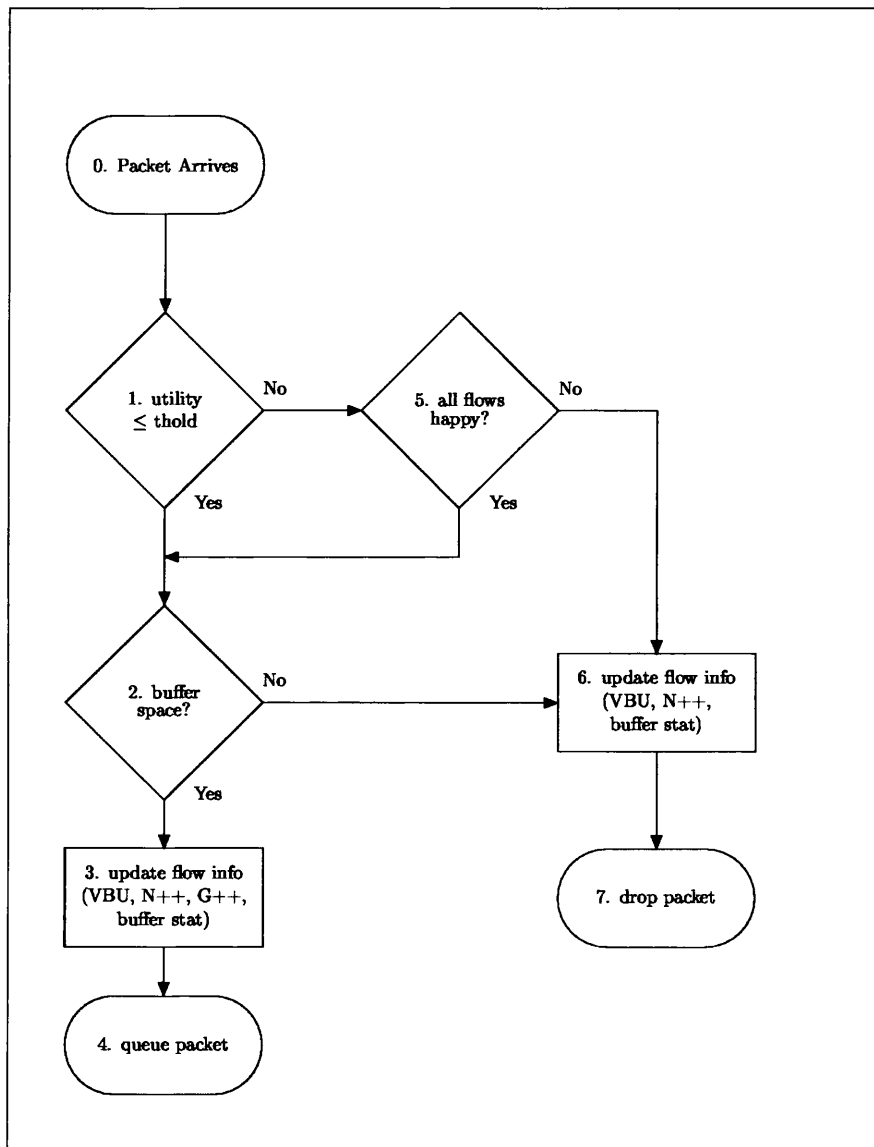 0. Packet Arrives
1. utility
≤ thold
No
Yes
5. all flows
happy?
No
Yes
2. buffer
space?
No
Yes
6. update flow info
(VBU, N++,
buffer stat)
3. update flow info
(VBU, N++, G++,
buffer stat)
7. drop packet
4. queue packet